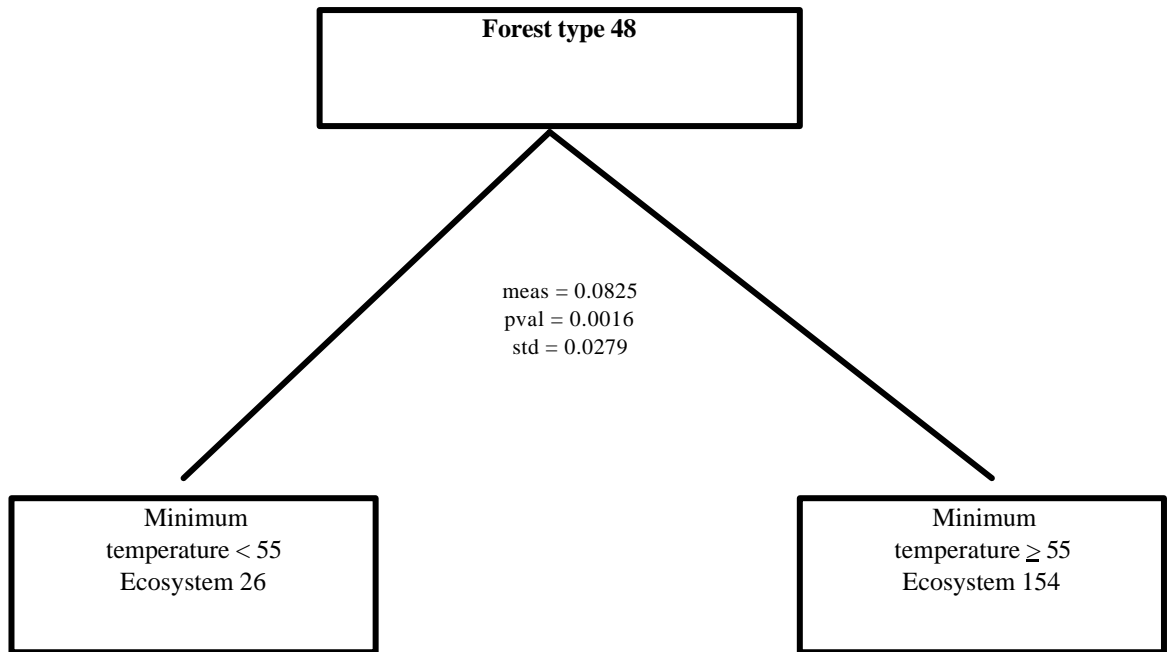 Forest type 48
meas = 0.0825
pval = 0.0016
std = 0.0279
Minimum
temperature < 55
Ecosystem 26
Minimum
temperature ≥ 55
Ecosystem 154